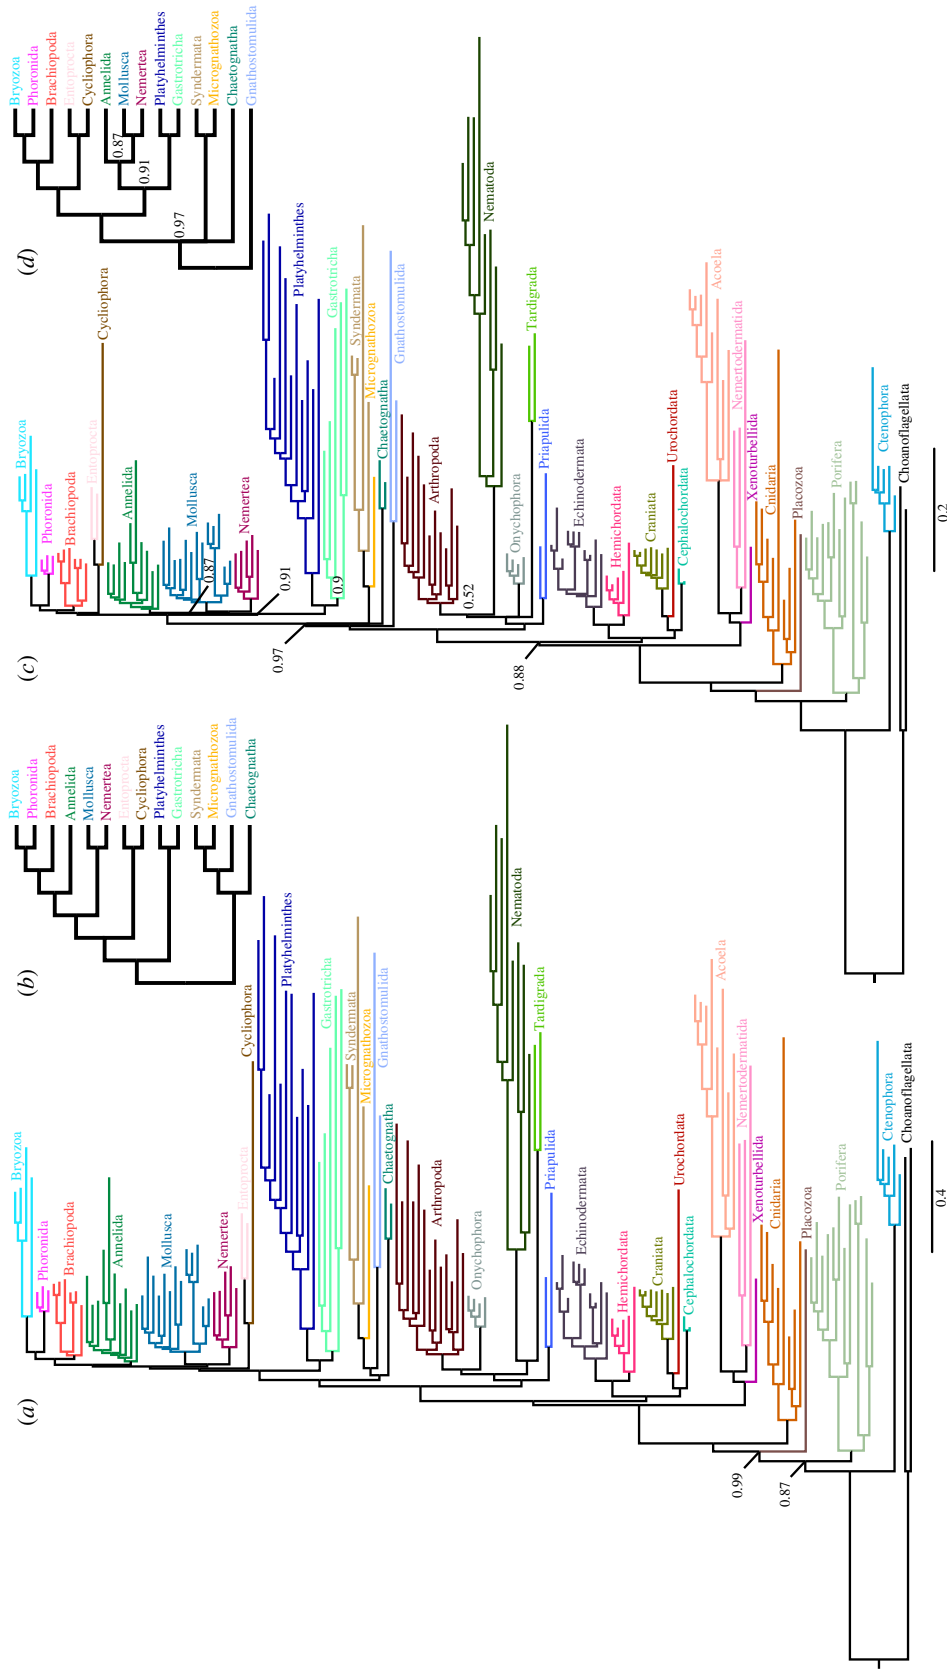 (a)
Bryozoa
Phoronida
Brachiopoda
Annelida
Mollusca
Nemertea
Entoprocta
Cycliophora
Platyhelminthes
Gastrotricha
Syndermata
Micrognathozoa
Gnathostomulida
Chaetognatha
Arthropoda
Onychophora
Nematoda
Tardigrada
Priapulida
Echinodermata
Hemichordata
Craniata
Urochordata
Cephalochordata
Acoela
Nemertodermatida
Xenoturbellida
Cnidaria
Placozoa
Porifera
Ctenophora
Choanoflagellata
0.99
0.87
0.4
(b)
Bryozoa
Phoronida
Brachiopoda
Annelida
Mollusca
Nemertea
Entoprocta
Cycliophora
Platyhelminthes
Gastrotricha
Syndermata
Micrognathozoa
Gnathostomulida
Chaetognatha
(c)
Bryozoa
Phoronida
Brachiopoda
Entoprocta
Cycliophora
Annelida
Mollusca
0.87
Nemertea
0.91
Platyhelminthes
Gastrotricha
0.9
Syndermata
Micrognathozoa
Chaetognatha
Gnathostomulida
0.97
Arthropoda
0.52
Nematoda
Onychophora
Tardigrada
Priapulida
0.88
Echinodermata
Hemichordata
Craniata
Urochordata
Cephalochordata
Acoela
Nemertodermatida
Xenoturbellida
Cnidaria
Placozoa
Porifera
Ctenophora
Choanoflagellata
0.2
(d)
Bryozoa
Phoronida
Brachiopoda
Entoprocta
Cycliophora
Annelida
0.87
Mollusca
Nemertea
0.91
Platyhelminthes
Gastrotricha
0.97
Syndermata
Micrognathozoa
Chaetognatha
Gnathostomulida